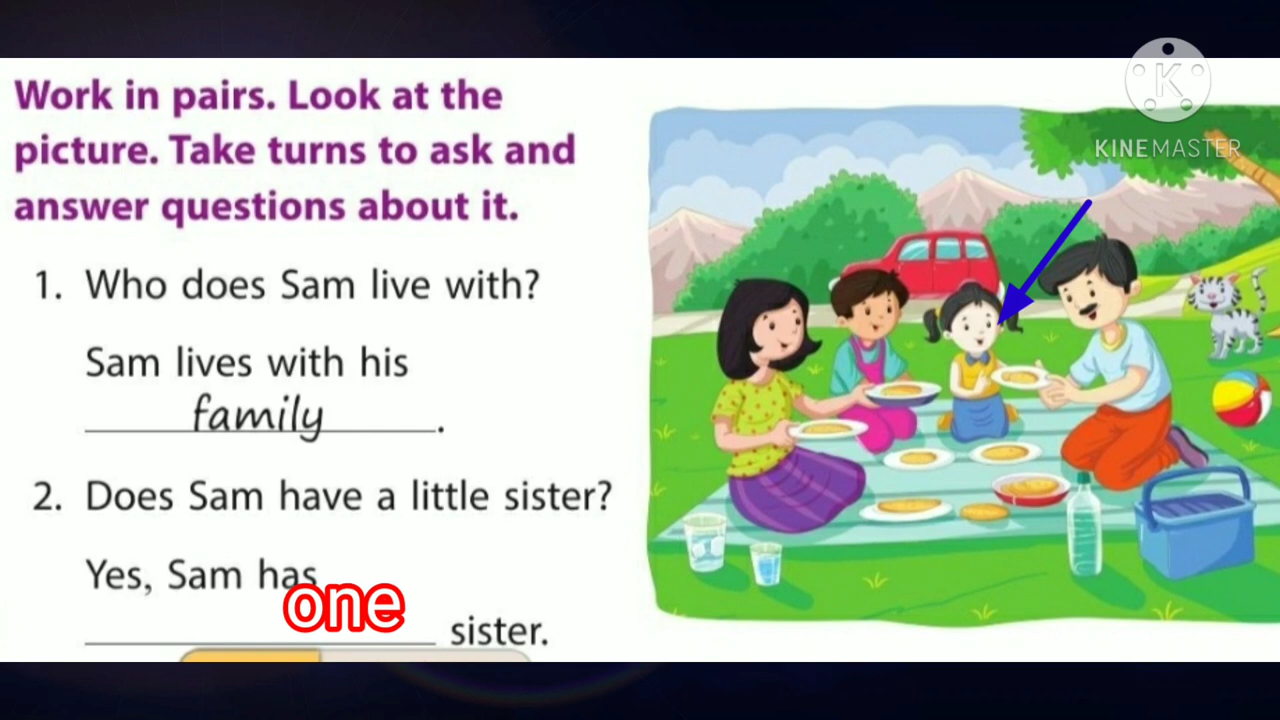 Work in pairs. Look at the
picture. Take turns to ask and
answer questions about it.
1. Who does Sam live with?
Sam lives with his
family.
2. Does Sam have a little sister?
Yes, Sam has
one sister.
K
KINEMASTER